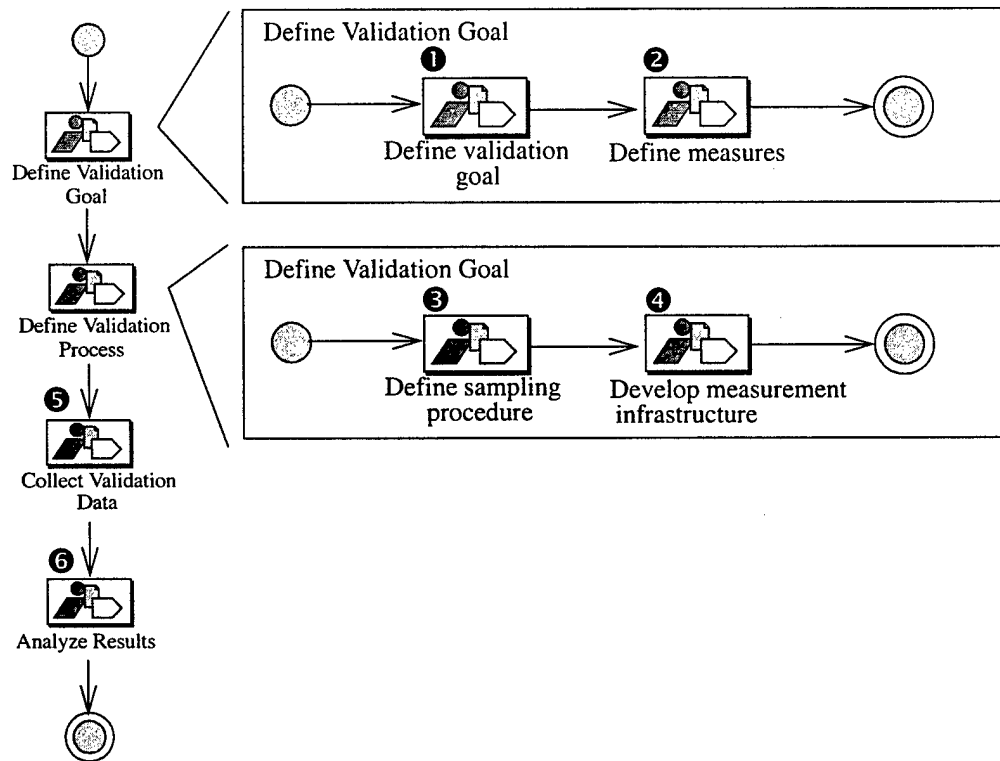 Define Validation
Goal
Define Validation
Process
5
Collect Validation
Data
6
Analyze Results
Define Validation Goal
1
Define validation
goal
2
Define measures
Define Validation Goal
3
Define sampling
procedure
4
Develop measurement
infrastructure